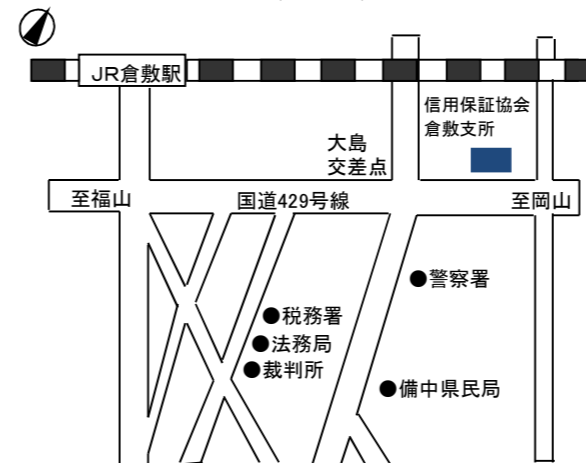 JR倉敷駅
信用保証協会
倉敷支所
大島
交差点
至福山
国道429号線
至岡山
●警察署
●税務署
●法務局
●裁判所
●備中県民局